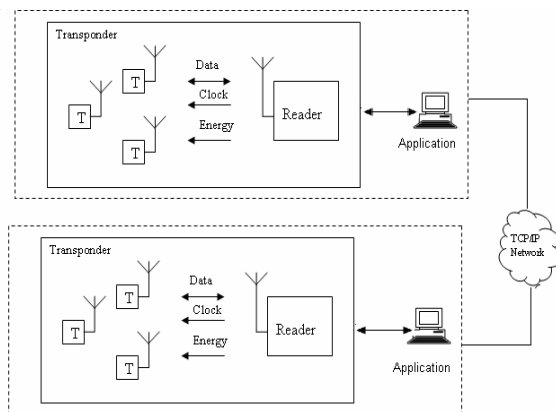 Transponder
T
T
T
Data
Clock
Energy
Reader
Application
TCP/IP
Network
Transponder
T
T
T
Data
Clock
Energy
Reader
Application